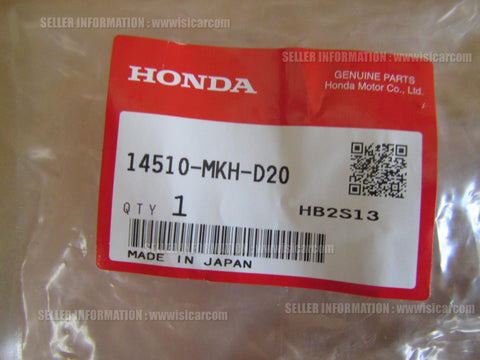 SELLER INFORMATION : www.isicar.com
SELLER INFORMATION : www.isicar.com
HONDA
GENUINE PARTS
Honda Motor Co., Ltd.
14510-MKH-D20
QTY 1
HB2S13
MADE IN JAPAN
SELLER INFORMATION : www.isicar.com
SELLER INFORMATION : www.isicar.com